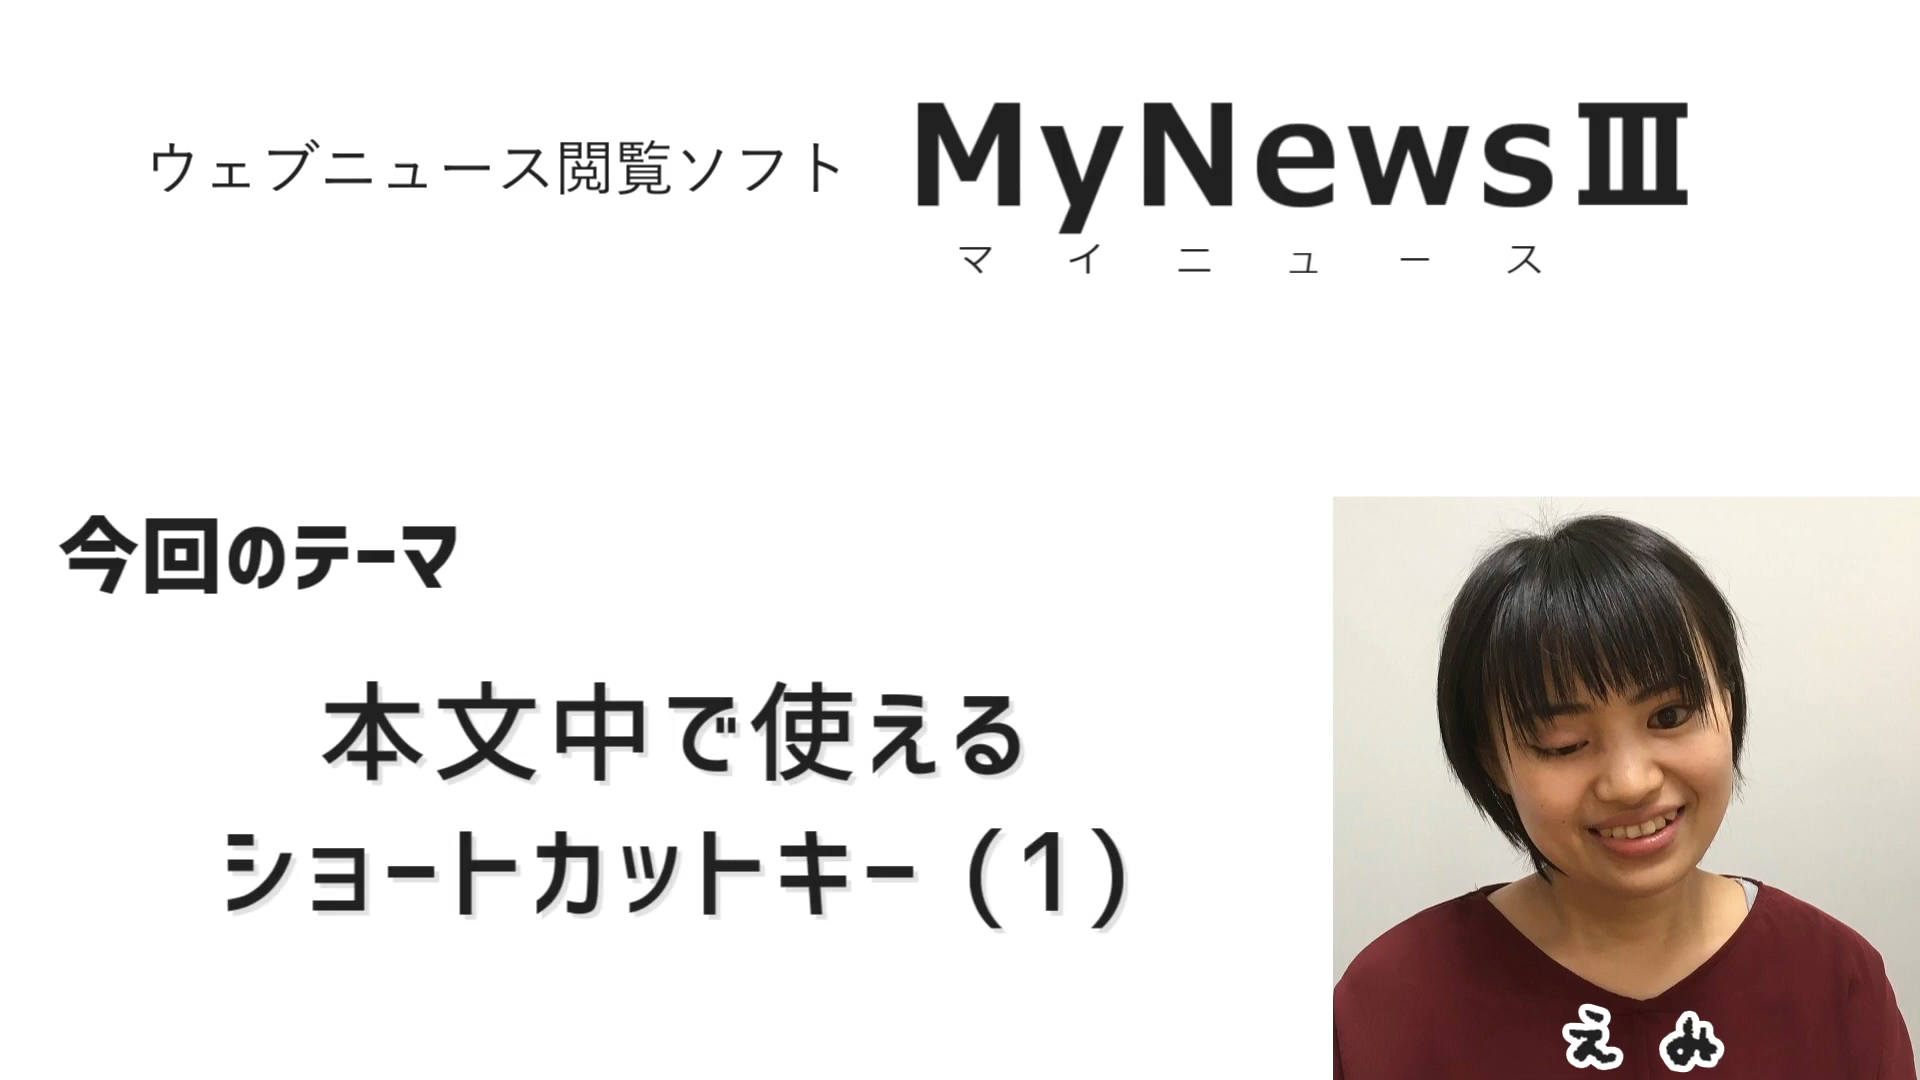 ウェブニュース閲覧ソフト MyNewsⅢ
マイニュース
今回のテーマ
本文中で使える
ショートカットキー (1)
えみ